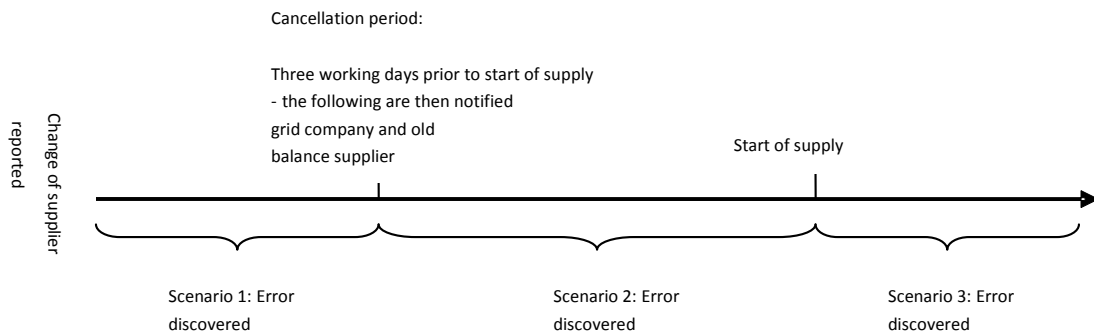 Cancellation period:
Three working days prior to start of supply
- the following are then notified
grid company and old
balance supplier
Start of supply
Change of supplier
reported
Scenario 1: Error
discovered
Scenario 2: Error
discovered
Scenario 3: Error
discovered